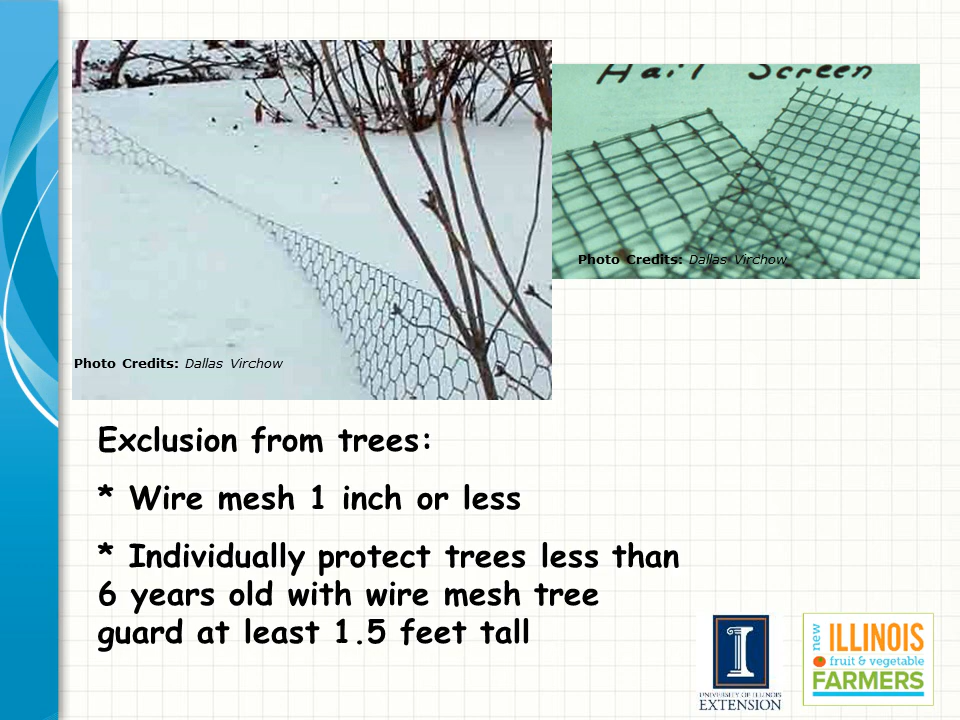 Hail Screen
Photo Credits: Dallas Virchow
Photo Credits: Dallas Virchow
Exclusion from trees:
* Wire mesh 1 inch or less
* Individually protect trees less than
6 years old with wire mesh tree
guard at least 1.5 feet tall
I
UNIVERSITY OF ILLINOIS
EXTENSION
new
ILLINOIS
fruit & vegetable
FARMERS